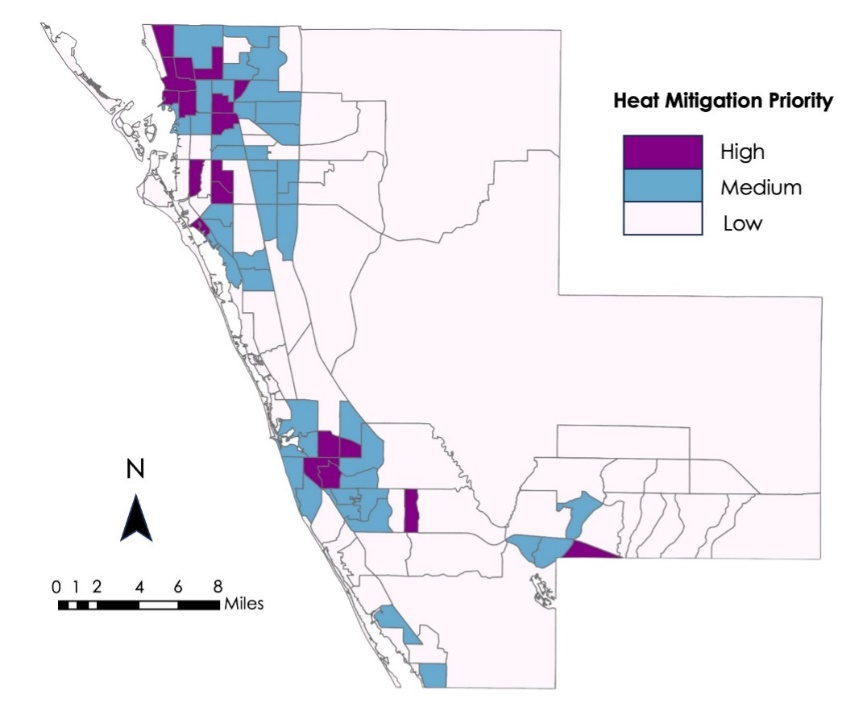 Heat Mitigation Priority
High
Medium
Low
N
0 1 2 4 6 8
Miles